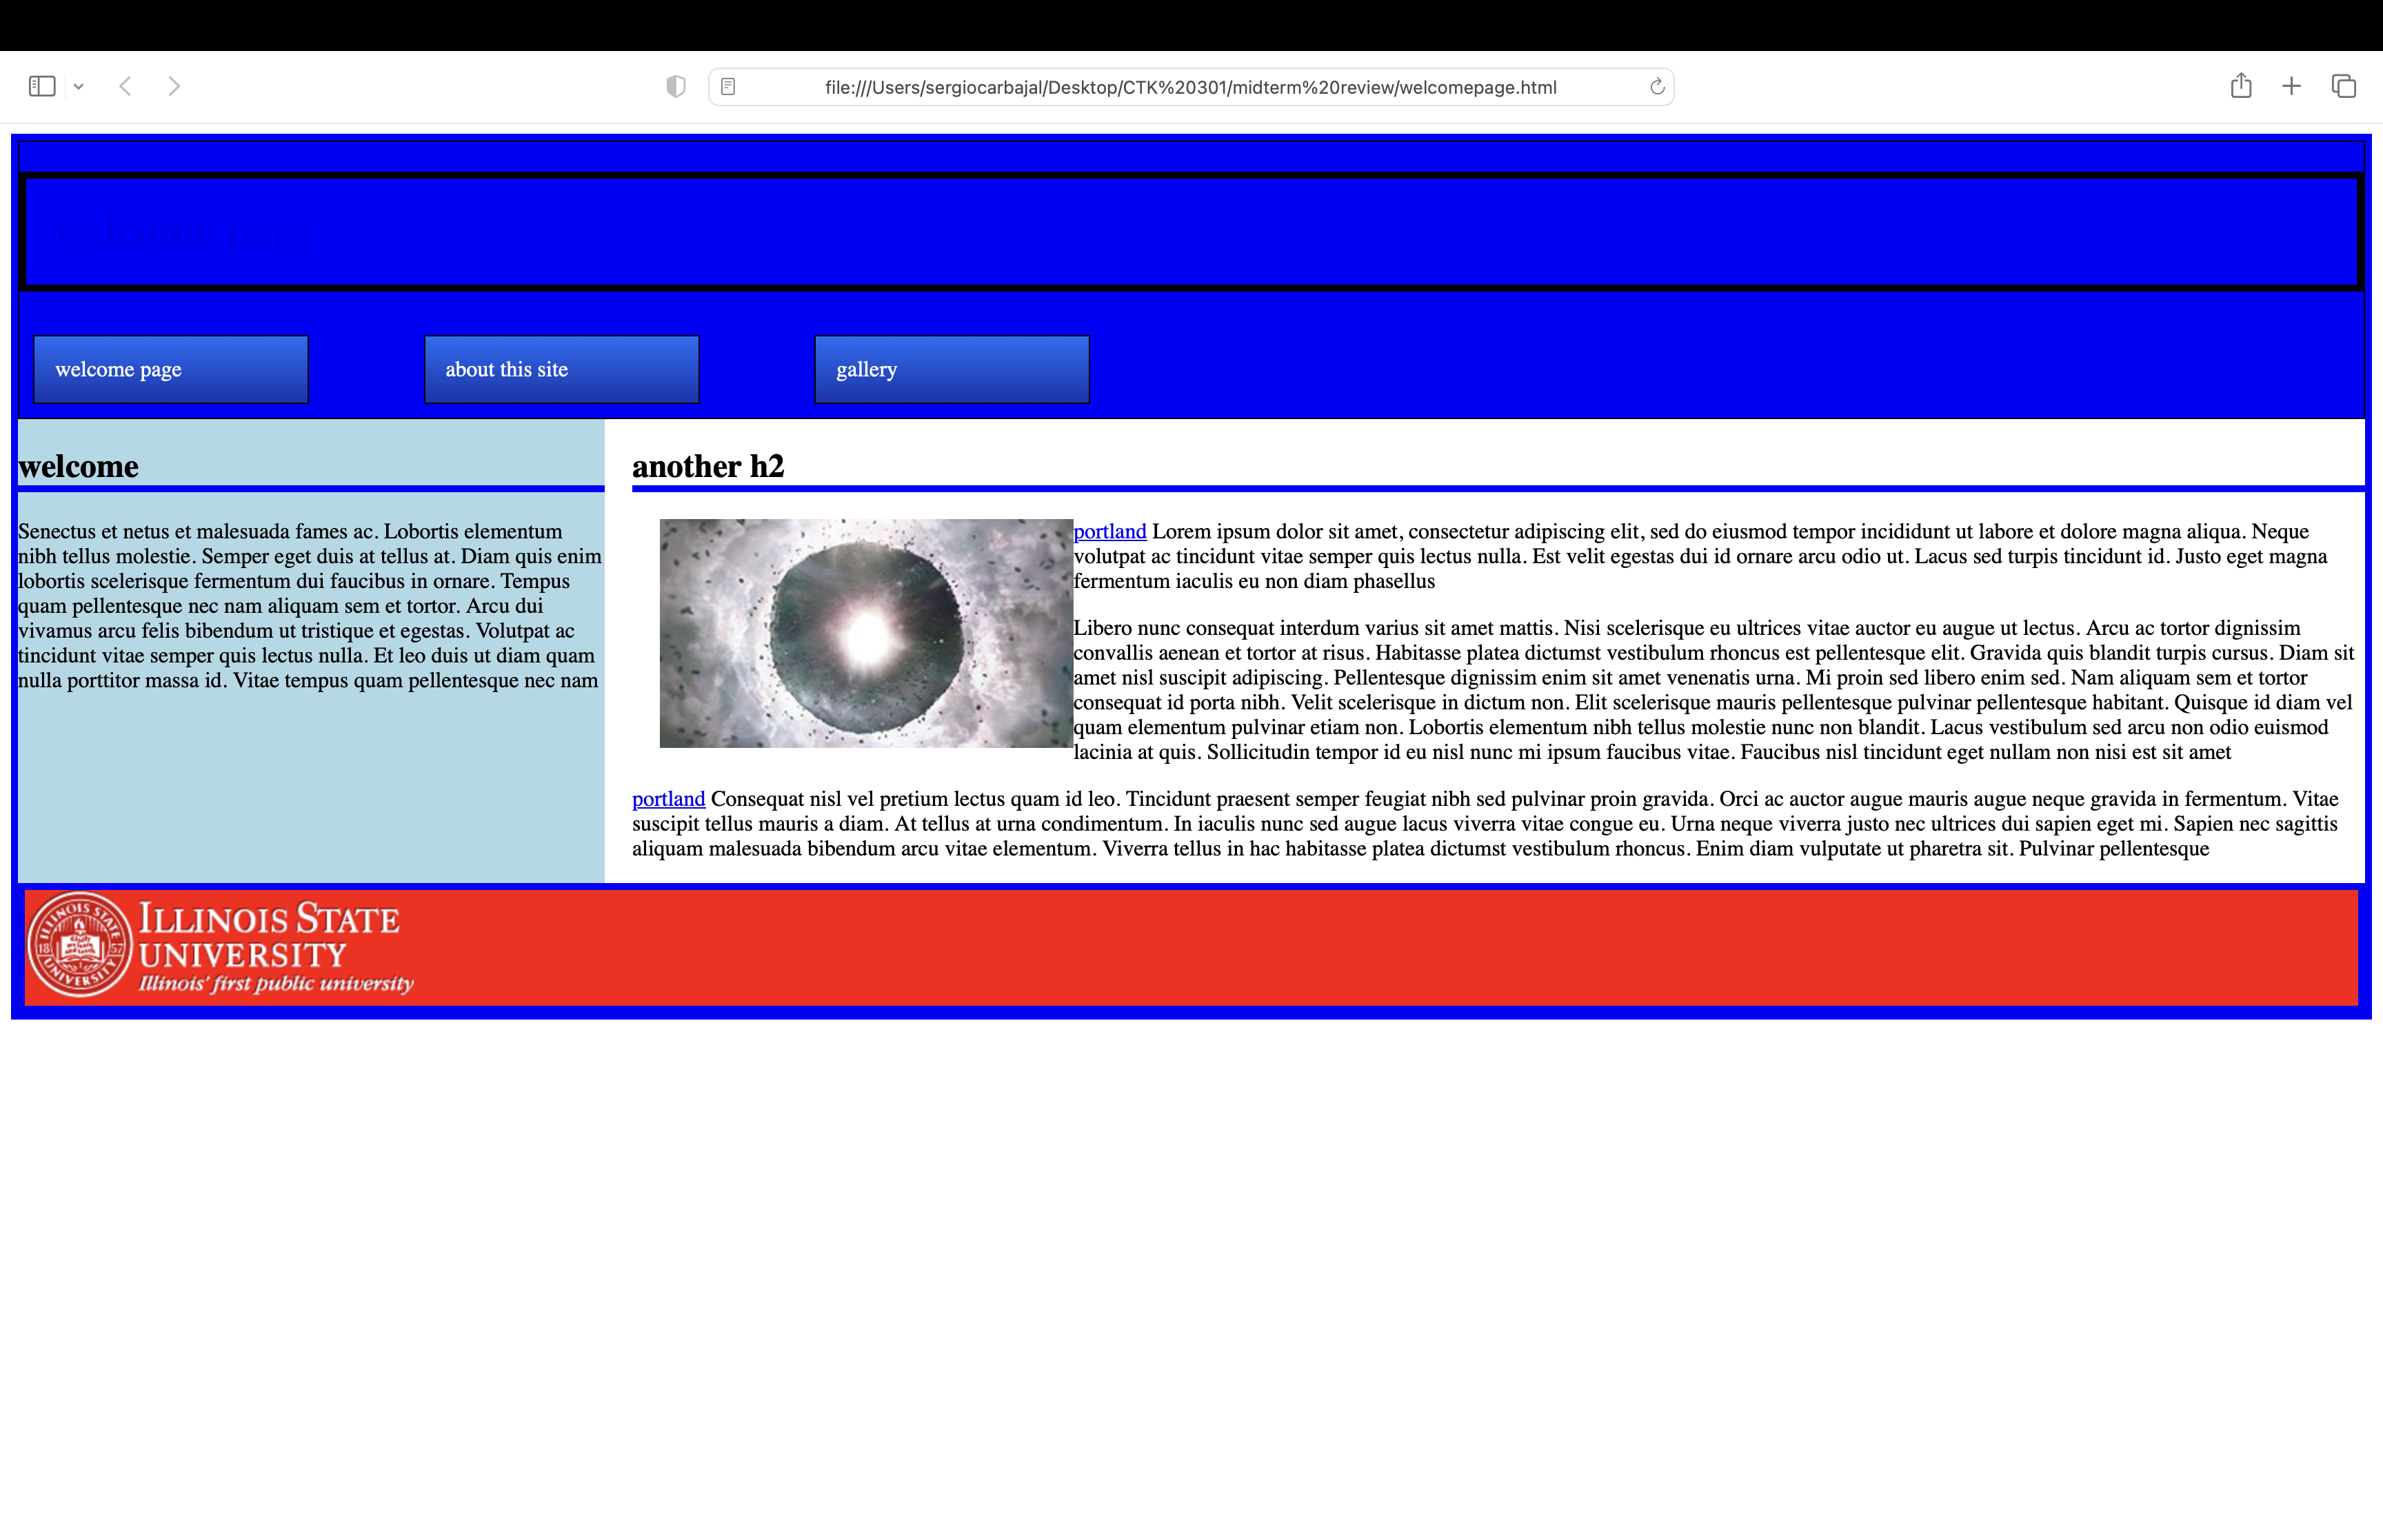 file:///Users/sergiocarbajal/Desktop/CTK%20301/midterm%20review/welcomepage.html
welcome page
welcome page
about this site
gallery
welcome
Senectus et netus et malesuada fames ac. Lobortis elementum
nibh tellus molestie. Semper eget duis at tellus at. Diam quis enim
lobortis scelerisque fermentum dui faucibus in ornare. Tempus
quam pellentesque nec nam aliquam sem et tortor. Arcu dui
vivamus arcu felis bibendum ut tristique et egestas. Volutpat ac
tincidunt vitae semper quis lectus nulla. Et leo duis ut diam quam
nulla porttitor massa id. Vitae tempus quam pellentesque nec nam
another h2
portland Lorem ipsum dolor sit amet, consectetur adipiscing elit, sed do eiusmod tempor incididunt ut labore et dolore magna aliqua. Neque
volutpat ac tincidunt vitae semper quis lectus nulla. Est velit egestas dui id ornare arcu odio ut. Lacus sed turpis tincidunt id. Justo eget magna
fermentum iaculis eu non diam phasellus
Libero nunc consequat interdum varius sit amet mattis. Nisi scelerisque eu ultrices vitae auctor eu augue ut lectus. Arcu ac tortor dignissim
convallis aenean et tortor at risus. Habitasse platea dictumst vestibulum rhoncus est pellentesque elit. Gravida quis blandit turpis cursus. Diam sit
amet nisl suscipit adipiscing. Pellentesque dignissim enim sit amet venenatis urna. Mi proin sed libero enim sed. Nam aliquam sem et tortor
consequat id porta nibh. Velit scelerisque in dictum non. Elit scelerisque mauris pellentesque pulvinar pellentesque habitant. Quisque id diam vel
quam elementum pulvinar etiam non. Lobortis elementum nibh tellus molestie nunc non blandit. Lacus vestibulum sed arcu non odio euismod
lacinia at quis. Sollicitudin tempor id eu nisl nunc mi ipsum faucibus vitae. Faucibus nisl tincidunt eget nullam non nisi est sit amet
portland Consequat nisl vel pretium lectus quam id leo. Tincidunt praesent semper feugiat nibh sed pulvinar proin gravida. Orci ac auctor augue mauris augue neque gravida in fermentum. Vitae
suscipit tellus mauris a diam. At tellus at urna condimentum. In iaculis nunc sed augue lacus viverra vitae congue eu. Urna neque viverra justo nec ultrices dui sapien eget mi. Sapien nec sagittis
aliquam malesuada bibendum arcu vitae elementum. Viverra tellus in hac habitasse platea dictumst vestibulum rhoncus. Enim diam vulputate ut pharetra sit. Pulvinar pellentesque
ILLINOIS STATE UNIVERSITY
18 57
ILLINOIS STATE
UNIVERSITY
Illinois' first public university